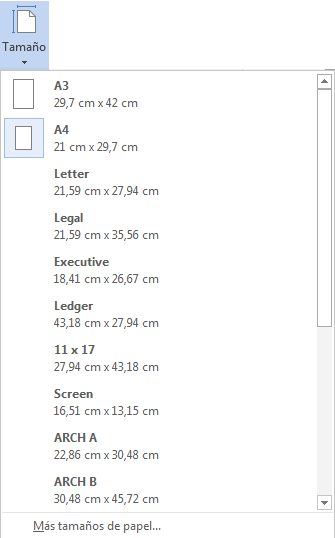 Tamaño
A3
29,7 cm x 42 cm
A4
21 cm x 29,7 cm
Letter
21,59 cm x 27,94 cm
Legal
21,59 cm x 35,56 cm
Executive
18,41 cm x 26,67 cm
Ledger
43,18 cm x 27,94 cm
11 x 17
27,94 cm x 43,18 cm
Screen
16,51 cm x 13,15 cm
ARCH A
22,86 cm x 30,48 cm
ARCH B
30,48 cm x 45,72 cm
Más tamaños de papel...